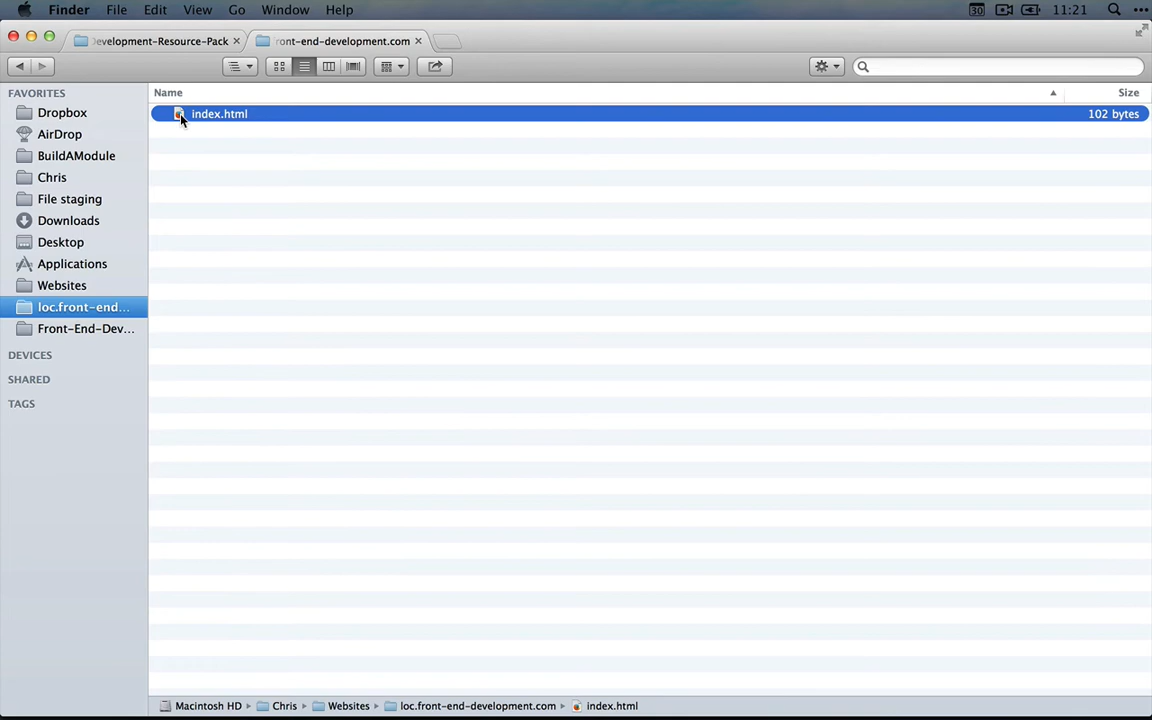 Finder File Edit View Go Window Help 30 11:21
evelopment-Resource-Pack ront-end-development.com
Name Size
index.html 102 bytes
FAVORITES
Dropbox
AirDrop
BuildAModule
Chris
File staging
Downloads
Desktop
Applications
Websites
loc.front-end...
Front-End-Dev...
DEVICES
SHARED
TAGS
Macintosh HD Chris Websites loc.front-end-development.com index.html